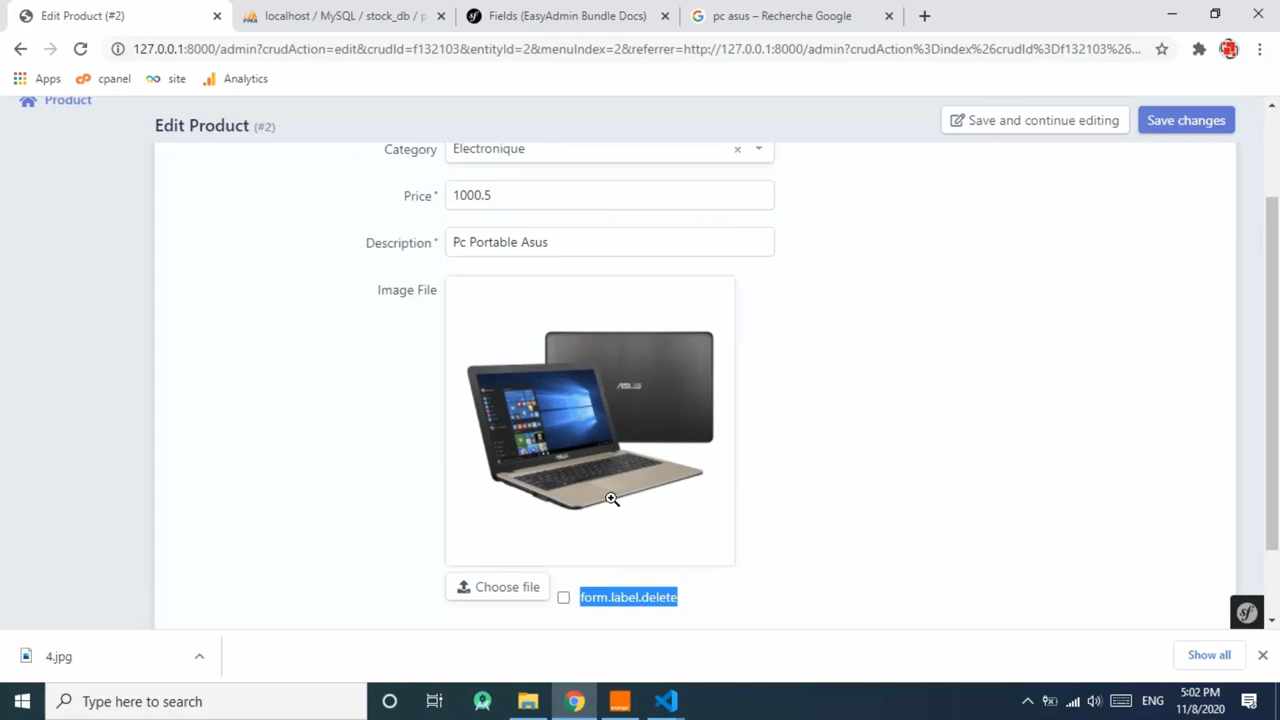 Edit Product (#2)
localhost / MySQL / stock_db / p
Fields (EasyAdmin Bundle Docs)
pc asus – Recherche Google
127.0.0.1:8000/admin?crudAction=edit&crudId=f132103&entityId=2&menuIndex=2&referrer=http://127.0.0.1:8000/admin?crudAction%3Dindex%26crudId%3Df132103%26...
Apps
cpanel
site
Analytics
Product
Edit Product (#2)
Save and continue editing
Save changes
Category
Electronique
Price*
1000.5
Description*
Pc Portable Asus
Image File
ASUS
Choose file
form.label.delete
4.jpg
Show all
Type here to search
ENG
5:02 PM
11/8/2020